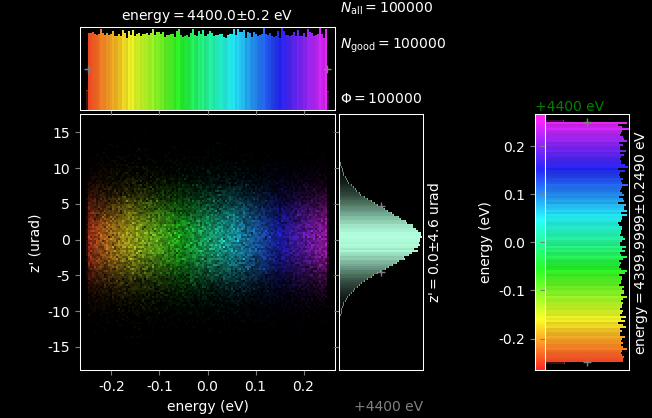 energy = 4400.0±0.2 eV
N_all = 100000
N_good = 100000
Φ = 100000
15
10
5
0
-5
-10
-15
z' (urad)
-0.2
-0.1
0.0
0.1
0.2
energy (eV)
+4400 eV
z' = 0.0±4.6 urad
+4400 eV
0.2
0.1
0.0
-0.1
-0.2
energy (eV)
energy = 4399.9999±0.2490 eV